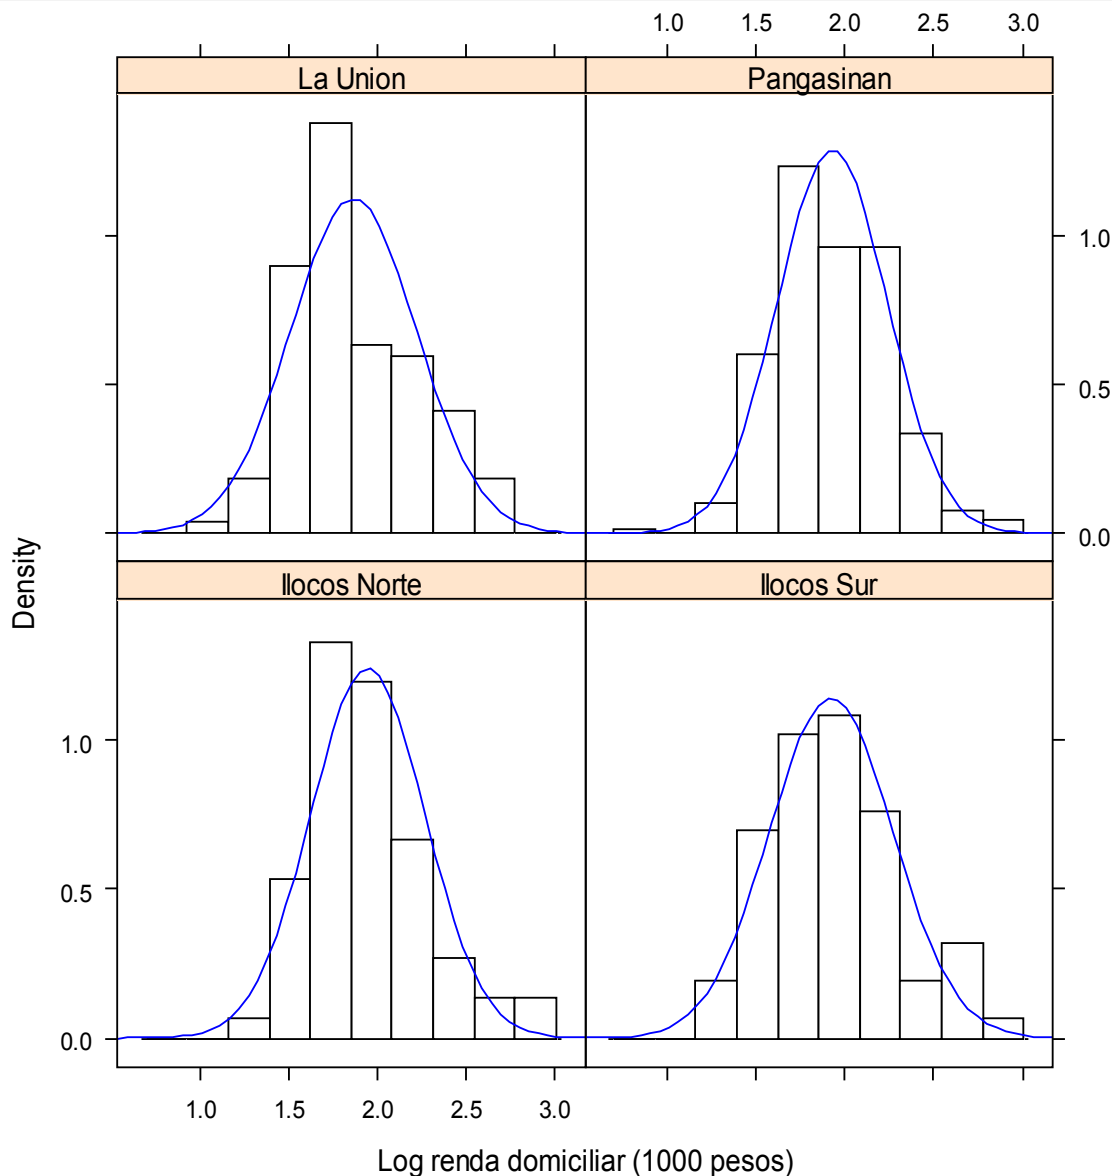 1.0 1.5 2.0 2.5 3.0
La Union Pangasinan
1.0
0.5
0.0
Density
Ilocos Norte Ilocos Sur
1.0
0.5
0.0
1.0 1.5 2.0 2.5 3.0
Log renda domiciliar (1000 pesos)